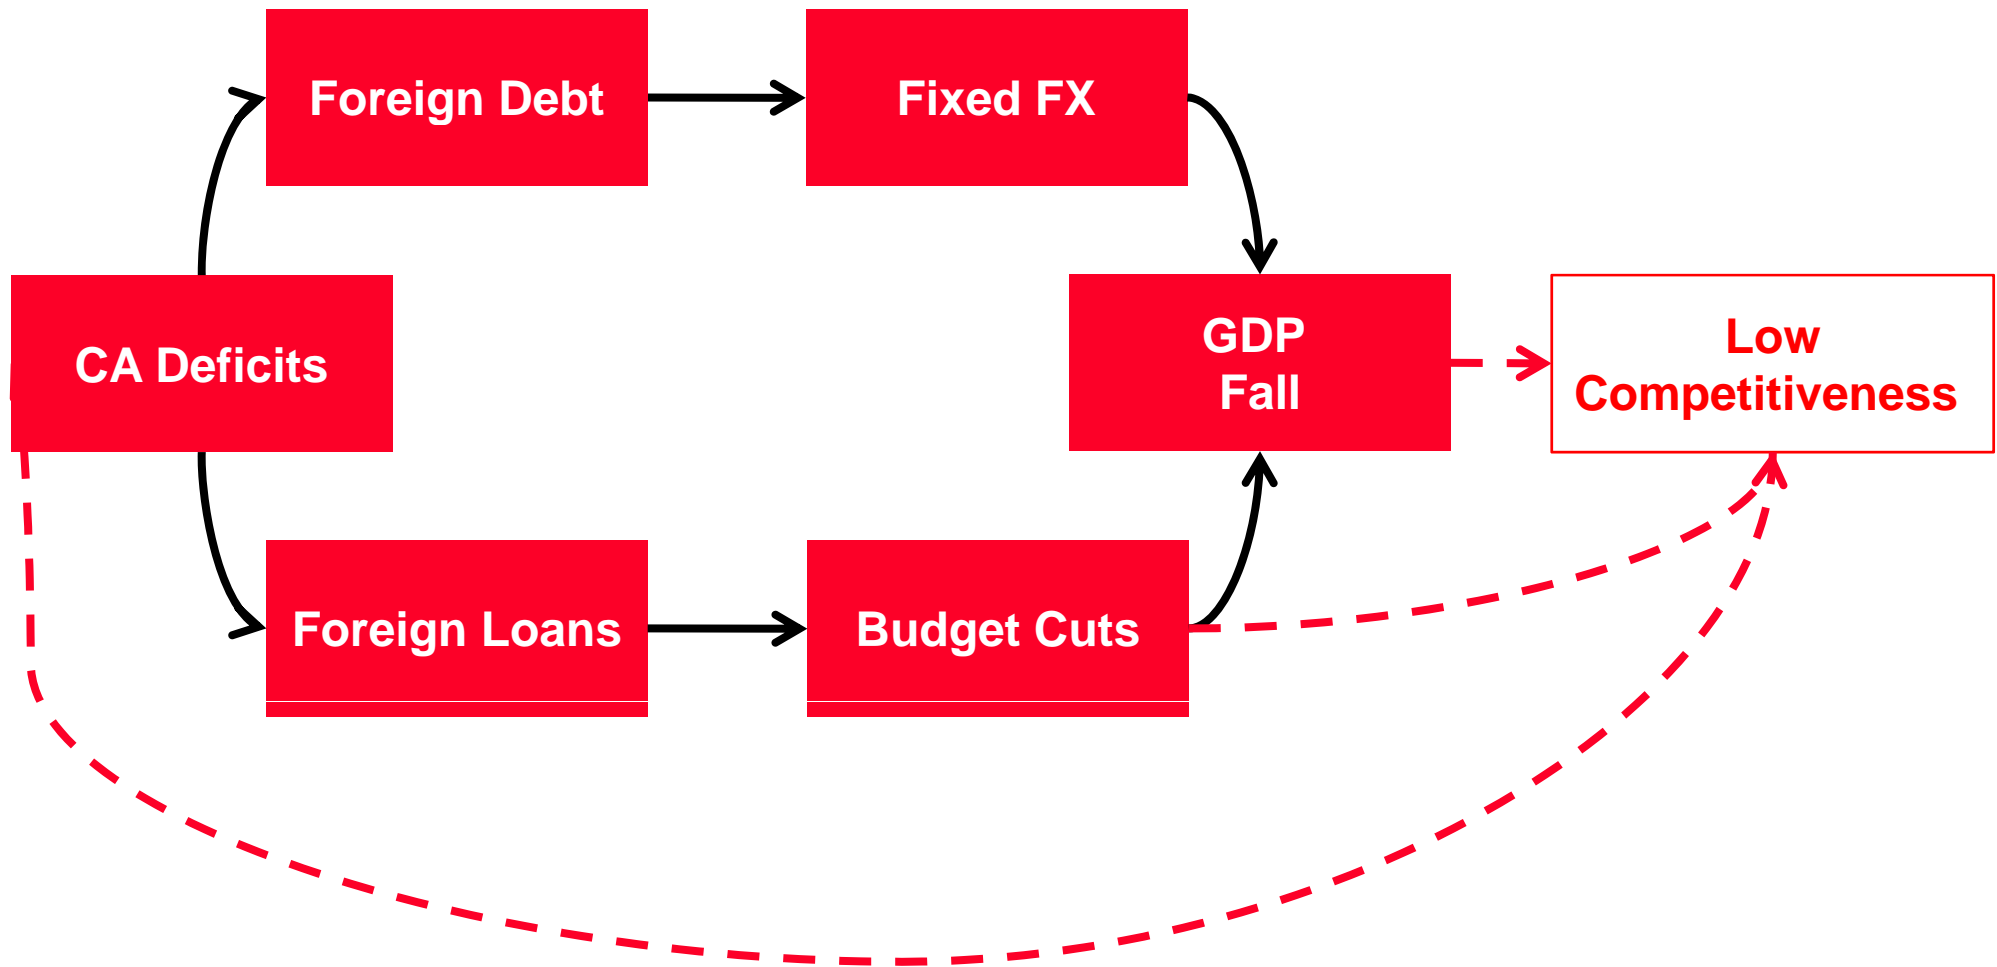 Foreign Debt
Fixed FX
CA Deficits
GDP
Fall
Low
Competitiveness
Foreign Loans
Budget Cuts